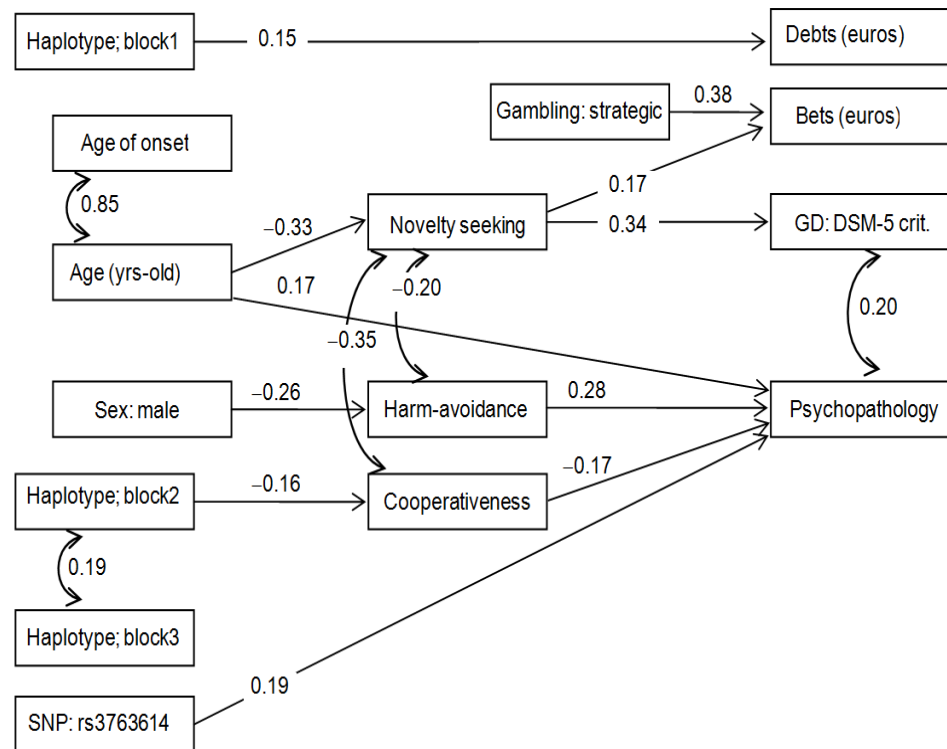 Haplotype; block1
0.15
Debts (euros)
Gambling: strategic
0.38
Bets (euros)
Age of onset
0.85
0.17
−0.33
Novelty seeking
0.34
GD: DSM-5 crit.
Age (yrs-old)
0.17
−0.20
0.20
−0.35
Sex: male
−0.26
Harm-avoidance
0.28
Psychopathology
Haplotype; block2
−0.16
Cooperativeness
−0.17
0.19
Haplotype; block3
0.19
SNP: rs3763614